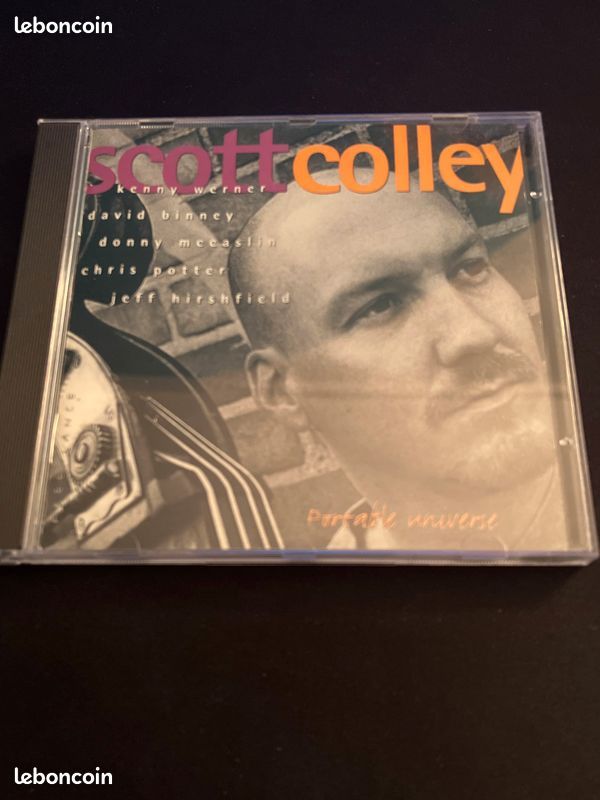 leboncoin
scott colley
kenny werner
david binney
donny mccaslin
chris potter
jeff hirshfield
Portable universe
leboncoin